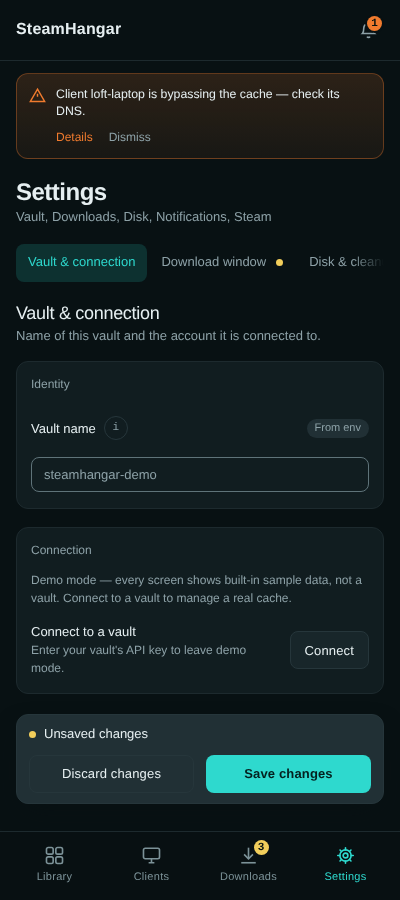 SteamHangar
1
Client loft-laptop is bypassing the cache — check its
DNS.
Details Dismiss
Settings
Vault, Downloads, Disk, Notifications, Steam
Vault & connection Download window Disk & clean
Vault & connection
Name of this vault and the account it is connected to.
Identity
Vault name i From env
steamhangar-demo
Connection
Demo mode — every screen shows built-in sample data, not a
vault. Connect to a vault to manage a real cache.
Connect to a vault
Enter your vault's API key to leave demo
mode.
Connect
Unsaved changes
Discard changes Save changes
3
Library Clients Downloads Settings